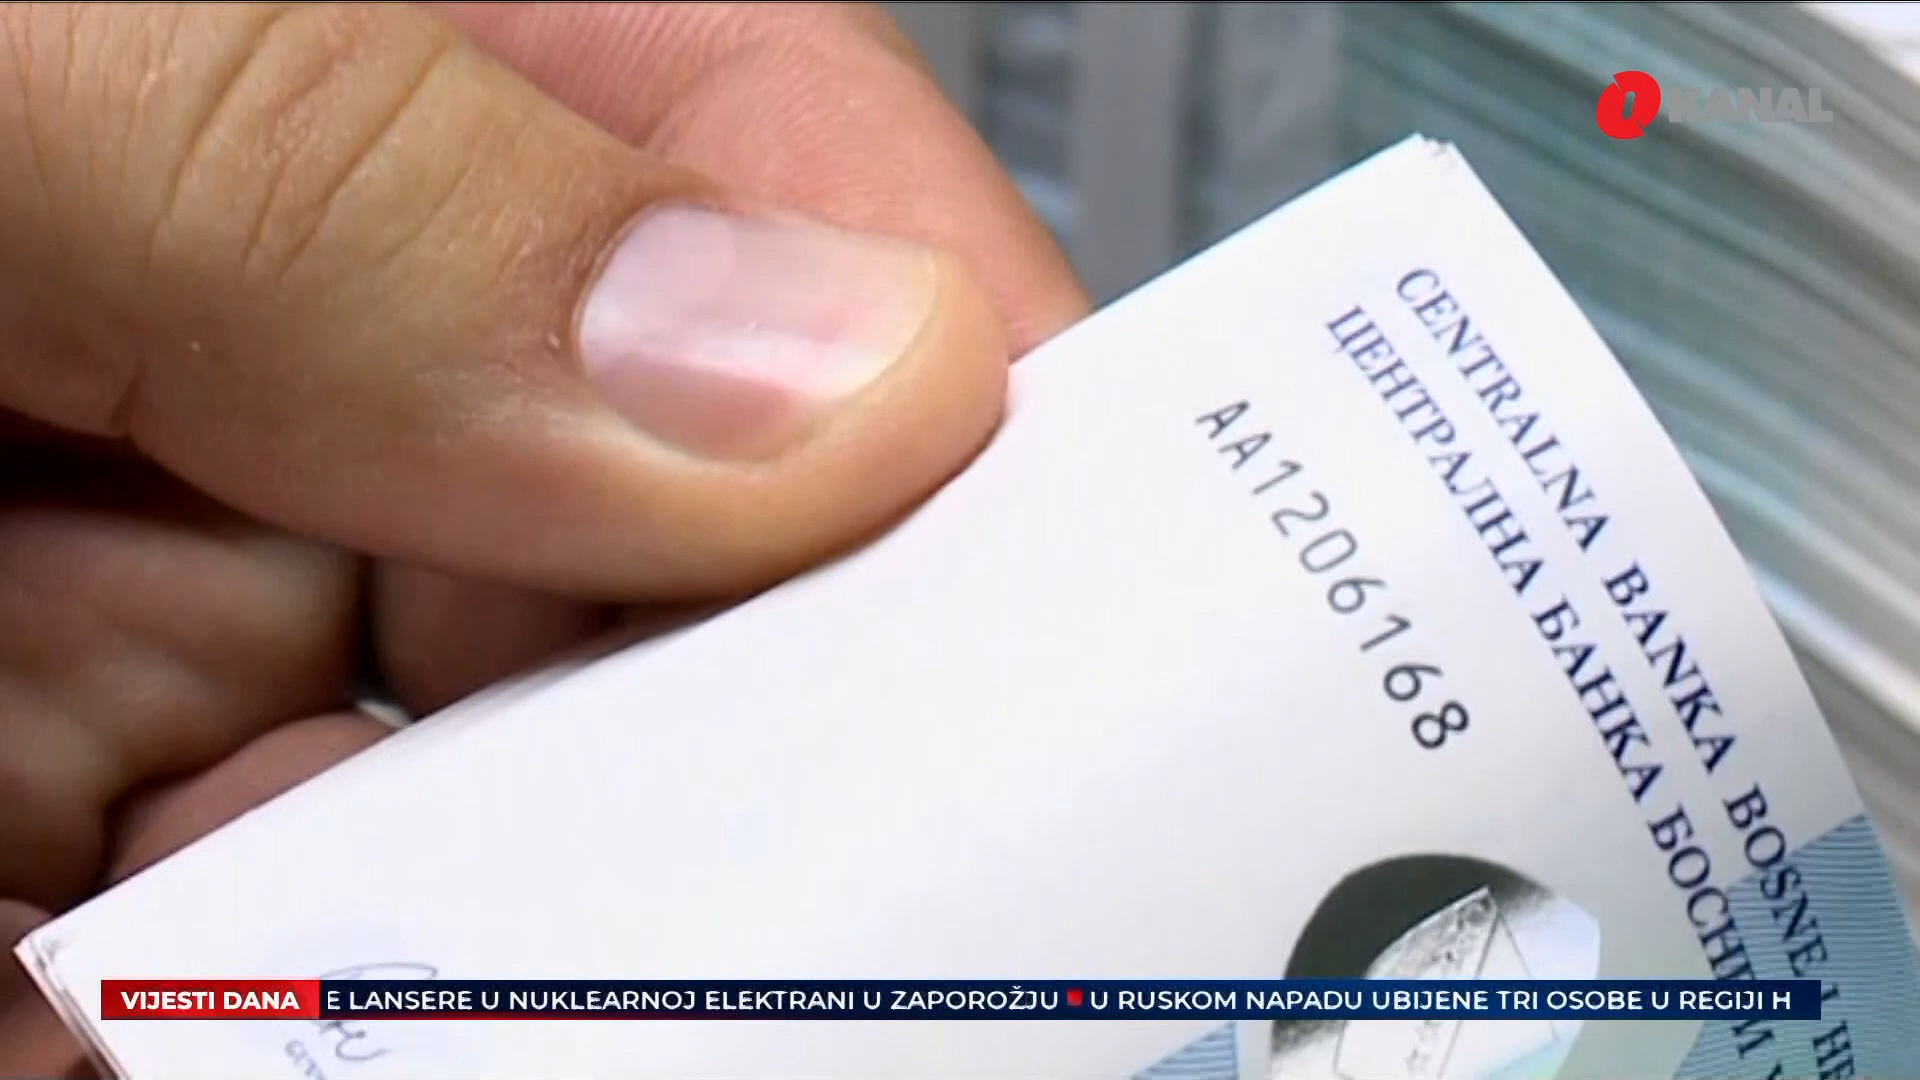 Q KANAL
CENTRALNA BANKA BOSNE I HE
ЦЕНТРАЛНА БАНКА БОСНЕ И
AA1206168
VIJESTI DANA
E LANSERE U NUKLEARNOJ ELEKTRANI U ZAPOROŽJU ▪ U RUSKOM NAPADU UBIJENE TRI OSOBE U REGIJI H